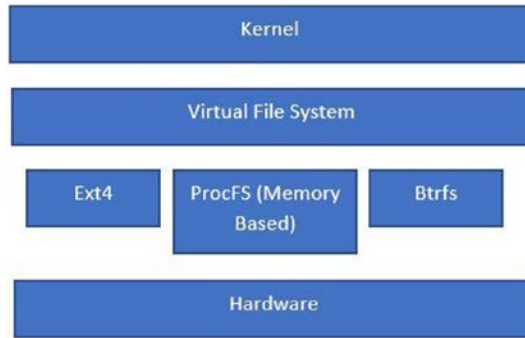 Kernel
Virtual File System
Ext4
ProcFS (Memory
Based)
Btrfs
Hardware